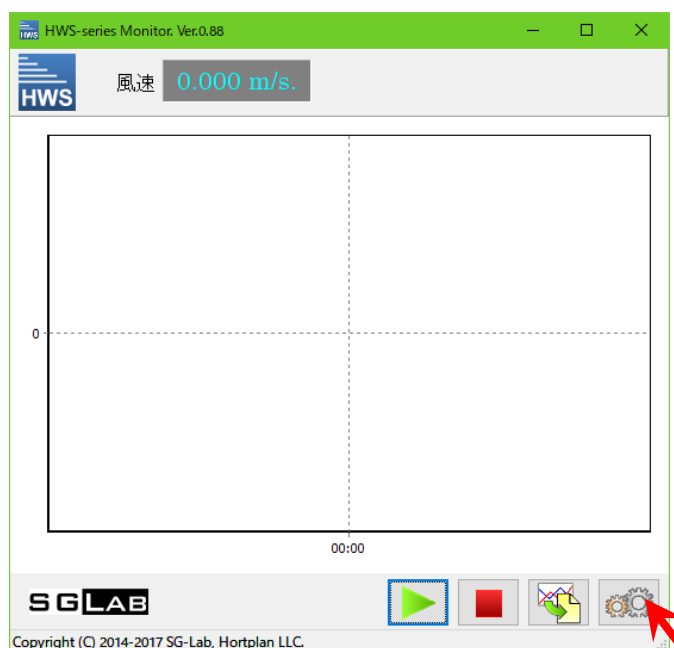 HWS
HWS-series Monitor. Ver.0.88
HWS
風速 0.000 m/s.
0
00:00
SGLAB
Copyright (C) 2014-2017 SG-Lab, Hortplan LLC.